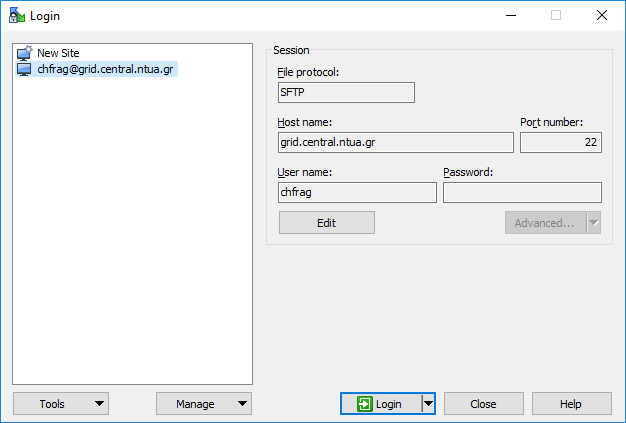 Login
New Site
chfrag@grid.central.ntua.gr
Session
File protocol:
SFTP
Host name:
Port number:
grid.central.ntua.gr
22
User name:
Password:
chfrag
Edit
Advanced...
Tools
Manage
Login
Close
Help